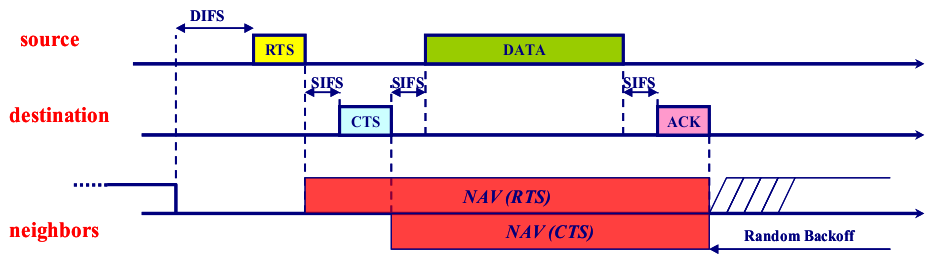 DIFS
source
RTS
DATA
SIFS
SIFS
SIFS
destination
CTS
ACK
NAV (RTS)
neighbors
NAV (CTS)
Random Backoff